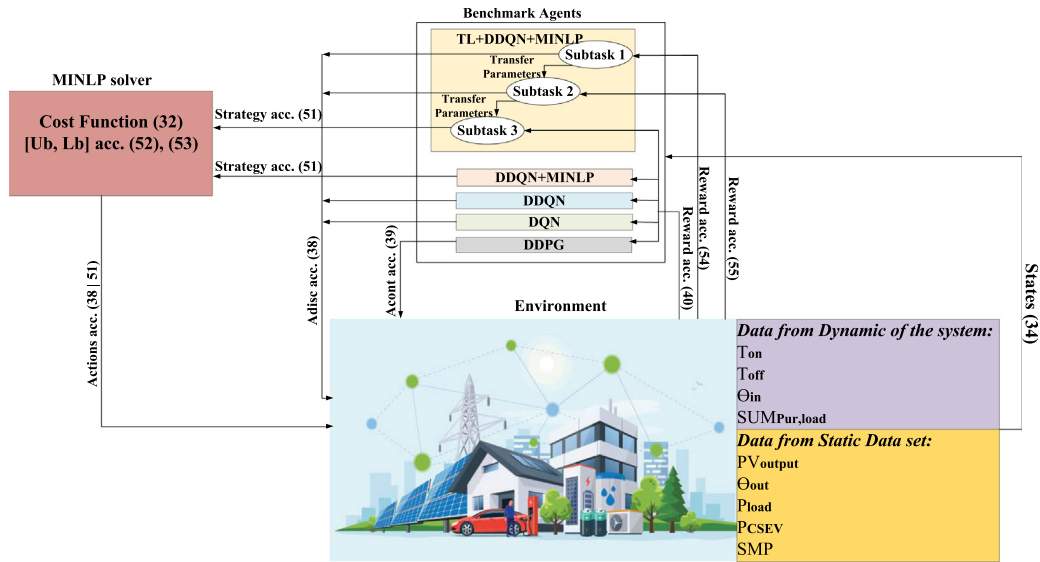 Benchmark Agents
TL+DDQN+MINLP
Subtask 1
Transfer
Parameters
Subtask 2
Transfer
Parameters
Subtask 3
MINLP solver
Cost Function (32)
[Ub, Lb] acc. (52), (53)
Strategy acc. (51)
Strategy acc. (51)
DDQN+MINLP
DDQN
DQN
DDPG
Actions acc. (38 | 51)
Adisc acc. (38)
Acont acc. (39)
Reward acc. (40)
Reward acc. (54)
Reward acc. (55)
States (34)
Environment
Data from Dynamic of the system:
Ton
Toff
Θin
SUMPur,load
Data from Static Data set:
PVoutput
Θout
Pload
PCSEV
SMP